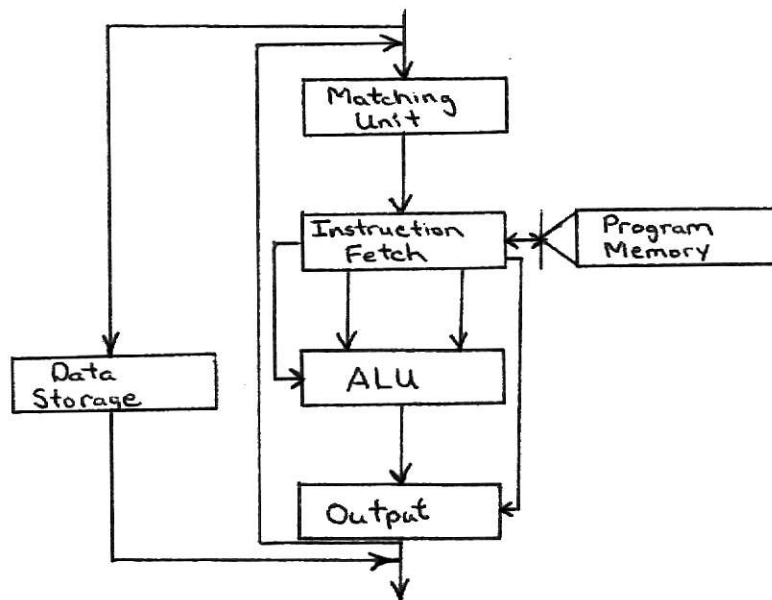 Matching
Unit
Instruction
Fetch
Program
Memory
Data
Storage
ALU
Output